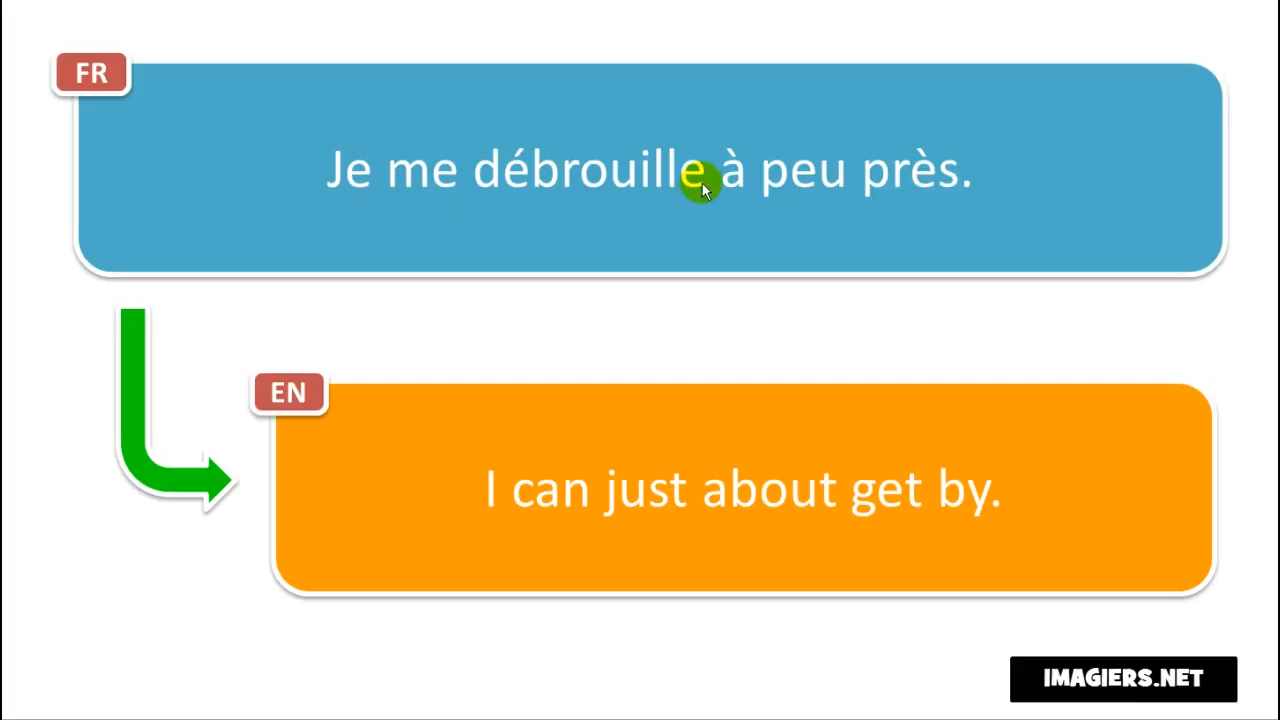 FR
Je me débrouille à peu près.
EN
I can just about get by.
IMAGIERS.NET